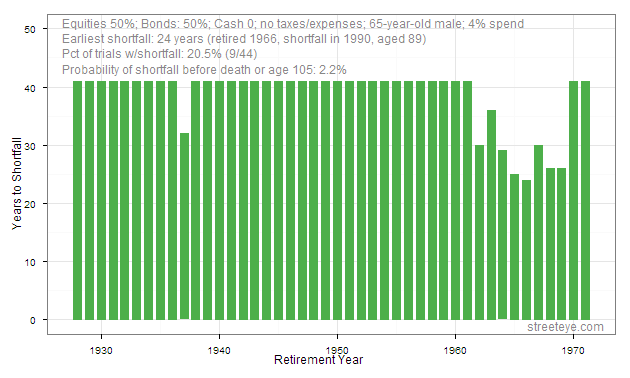 Equities 50%; Bonds: 50%, Cash 0; no taxes/expenses; 65-year-old male; 4% spend
Earliest shortfall: 24 years (retired 1966, shortfall in 1990, aged 89)
Pct of trials w/shortfall: 20.5% (9/44)
Probability of shortfall before death or age 105: 2.2%
50
40
30
20
10
0
Years to Shortfall
streeteye.com
1930 1940 1950 1960 1970
Retirement Year